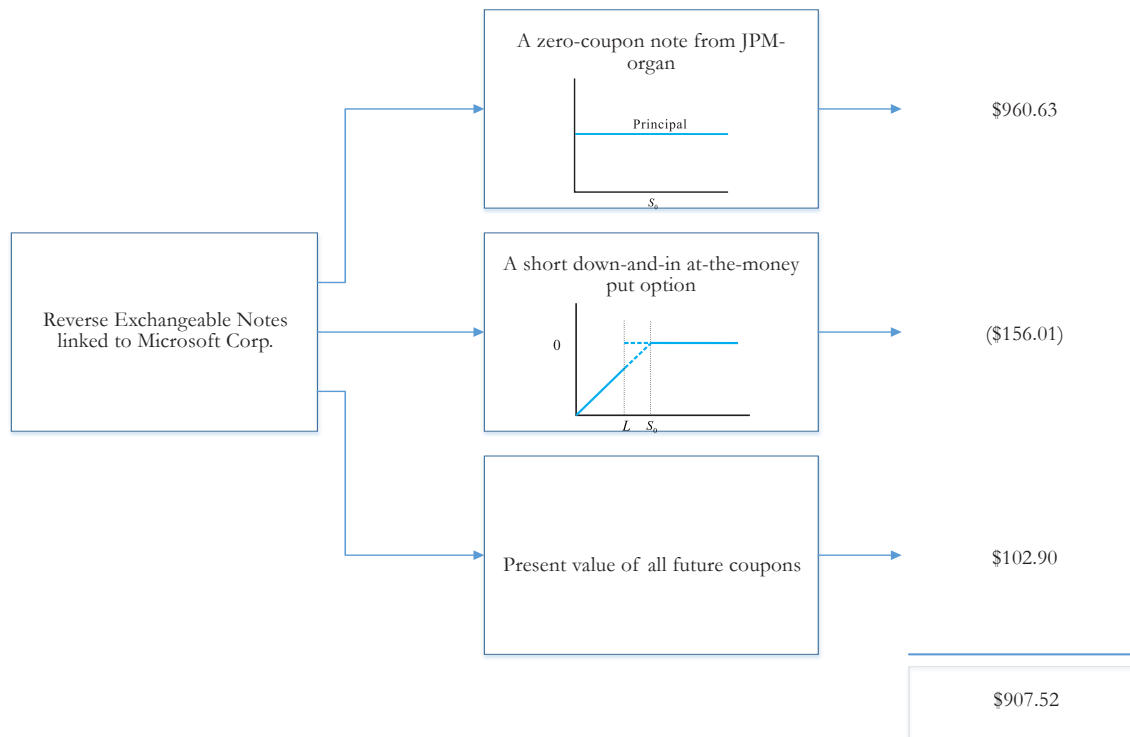 A zero-coupon note from JPM-
organ
Principal
S₀
$960.63
Reverse Exchangeable Notes
linked to Microsoft Corp.
A short down-and-in at-the-money
put option
0
L S₀
($156.01)
Present value of all future coupons
$102.90
$907.52